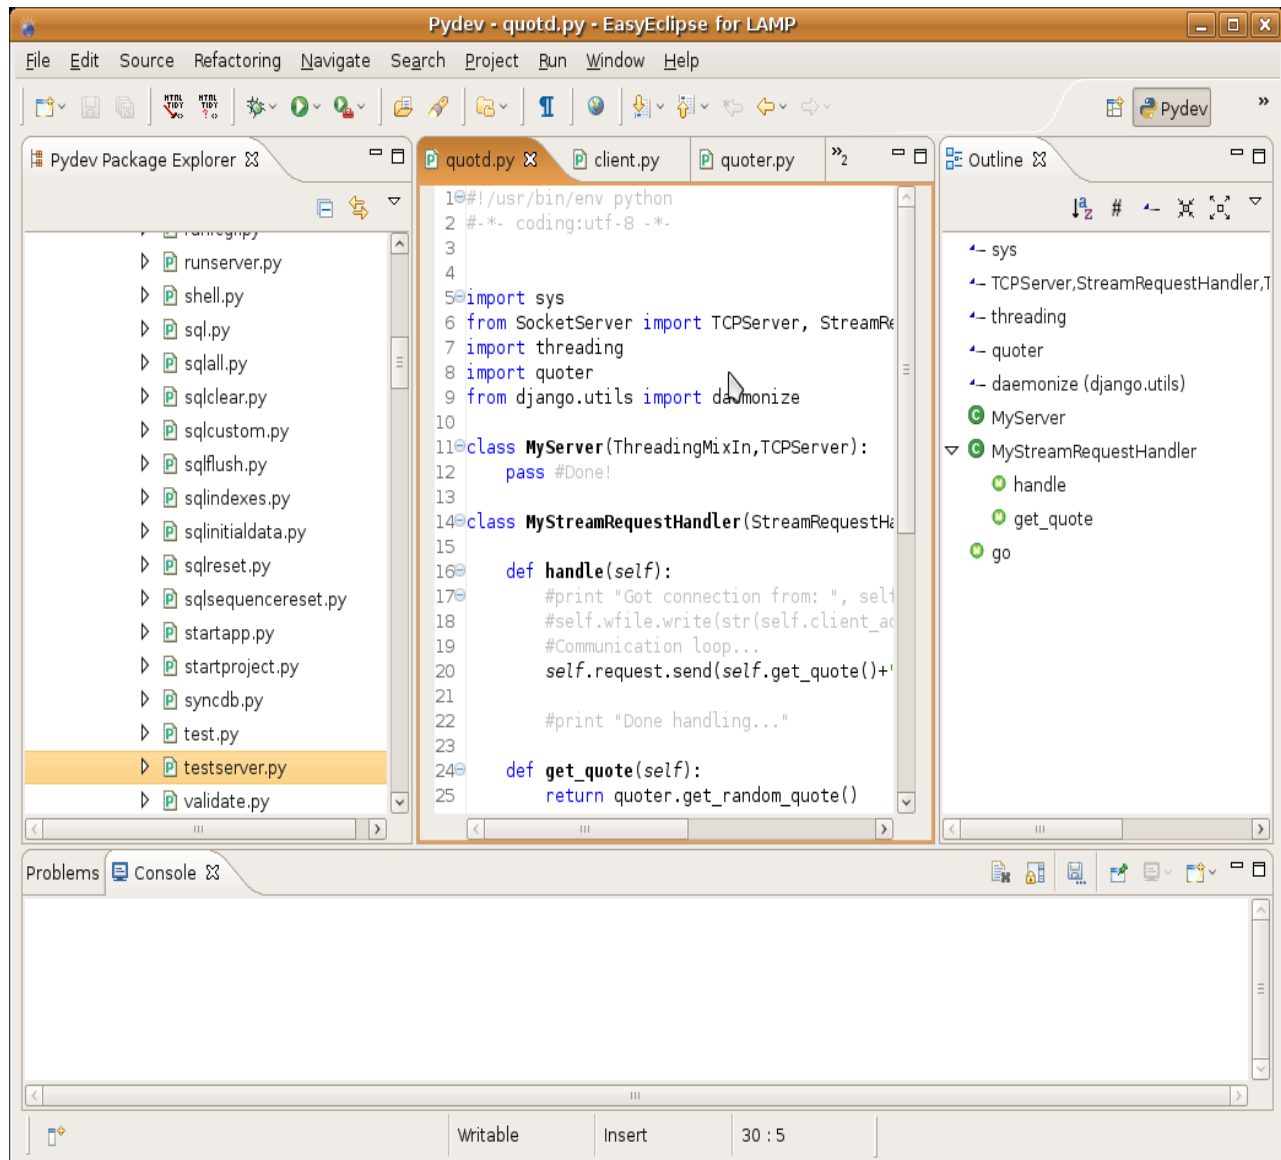 Pydev - quotd.py - EasyEclipse for LAMP
File Edit Source Refactoring Navigate Search Project Run Window Help
HTML TIDY HTML TIDY Pydev »
Pydev Package Explorer
runserver.py
shell.py
sql.py
sqlall.py
sqlclear.py
sqlcustom.py
sqlflush.py
sqlindexes.py
sqlinitialdata.py
sqlreset.py
sqlsequencereset.py
startapp.py
startproject.py
syncdb.py
test.py
testserver.py
validate.py
quotd.py client.py quoter.py »2
1 #!/usr/bin/env python
2 #-*- coding:utf-8 -*-
3
4
5 import sys
6 from SocketServer import TCPServer, StreamRe
7 import threading
8 import quoter
9 from django.utils import daemonize
10
11 class MyServer(ThreadingMixIn,TCPServer):
12 pass #Done!
13
14 class MyStreamRequestHandler(StreamRequestHa
15
16 def handle(self):
17 #print "Got connection from: ", self
18 #self.wfile.write(str(self.client_ad
19 #Communication loop...
20 self.request.send(self.get_quote()+'
21
22 #print "Done handling..."
23
24 def get_quote(self):
25 return quoter.get_random_quote()
Outline
sys
TCPServer,StreamRequestHandler,T
threading
quoter
daemonize (django.utils)
MyServer
MyStreamRequestHandler
handle
get_quote
go
Problems Console
Writable Insert 30 : 5